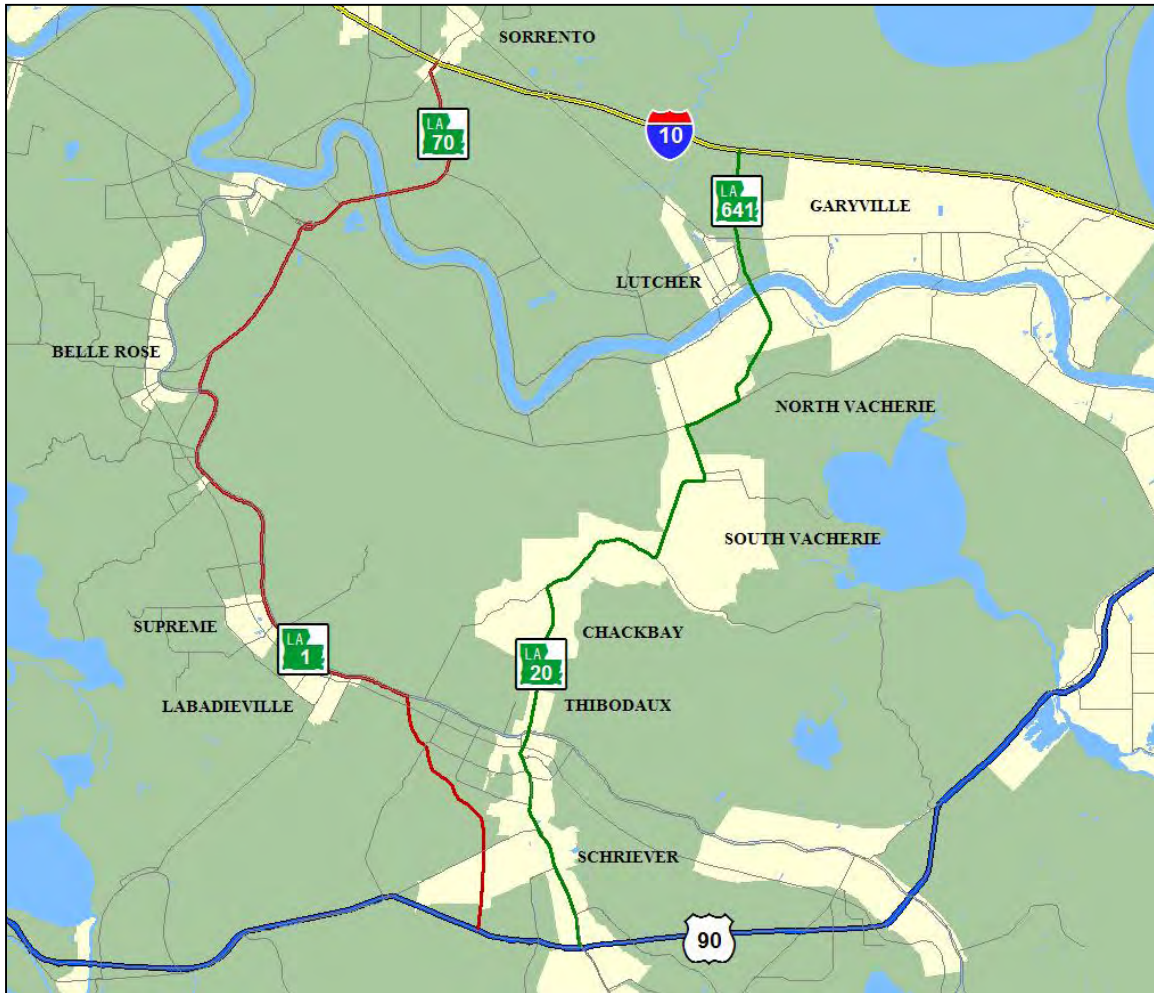 SORRENTO
LA
70
10
LA
641
GARYVILLE
LUTCHER
BELLE ROSE
NORTH VACHERIE
SOUTH VACHERIE
SUPREME
CHACKBAY
LA
1
LA
20
LABADIEVILLE
THIBODAUX
SCHRIEVER
90